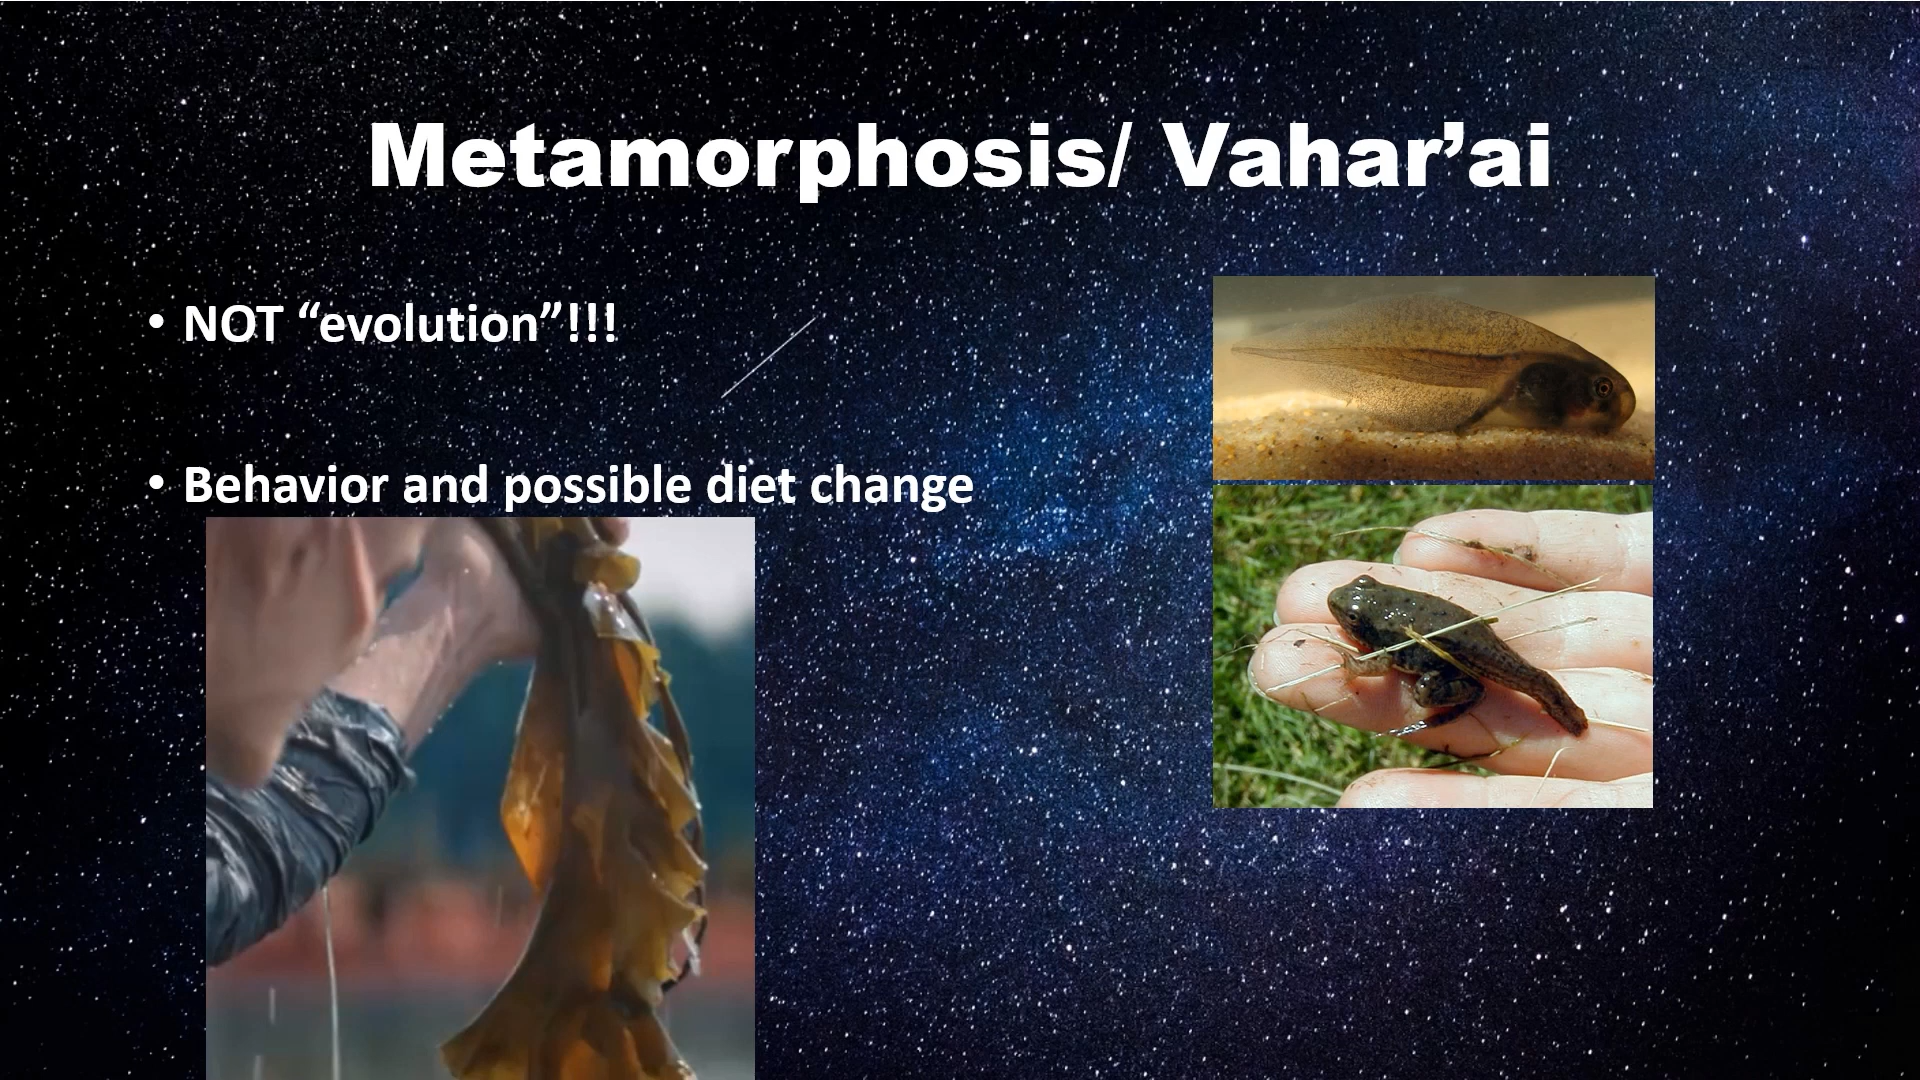 Metamorphosis/ Vahar’ai
• NOT “evolution”!!!
• Behavior and possible diet change